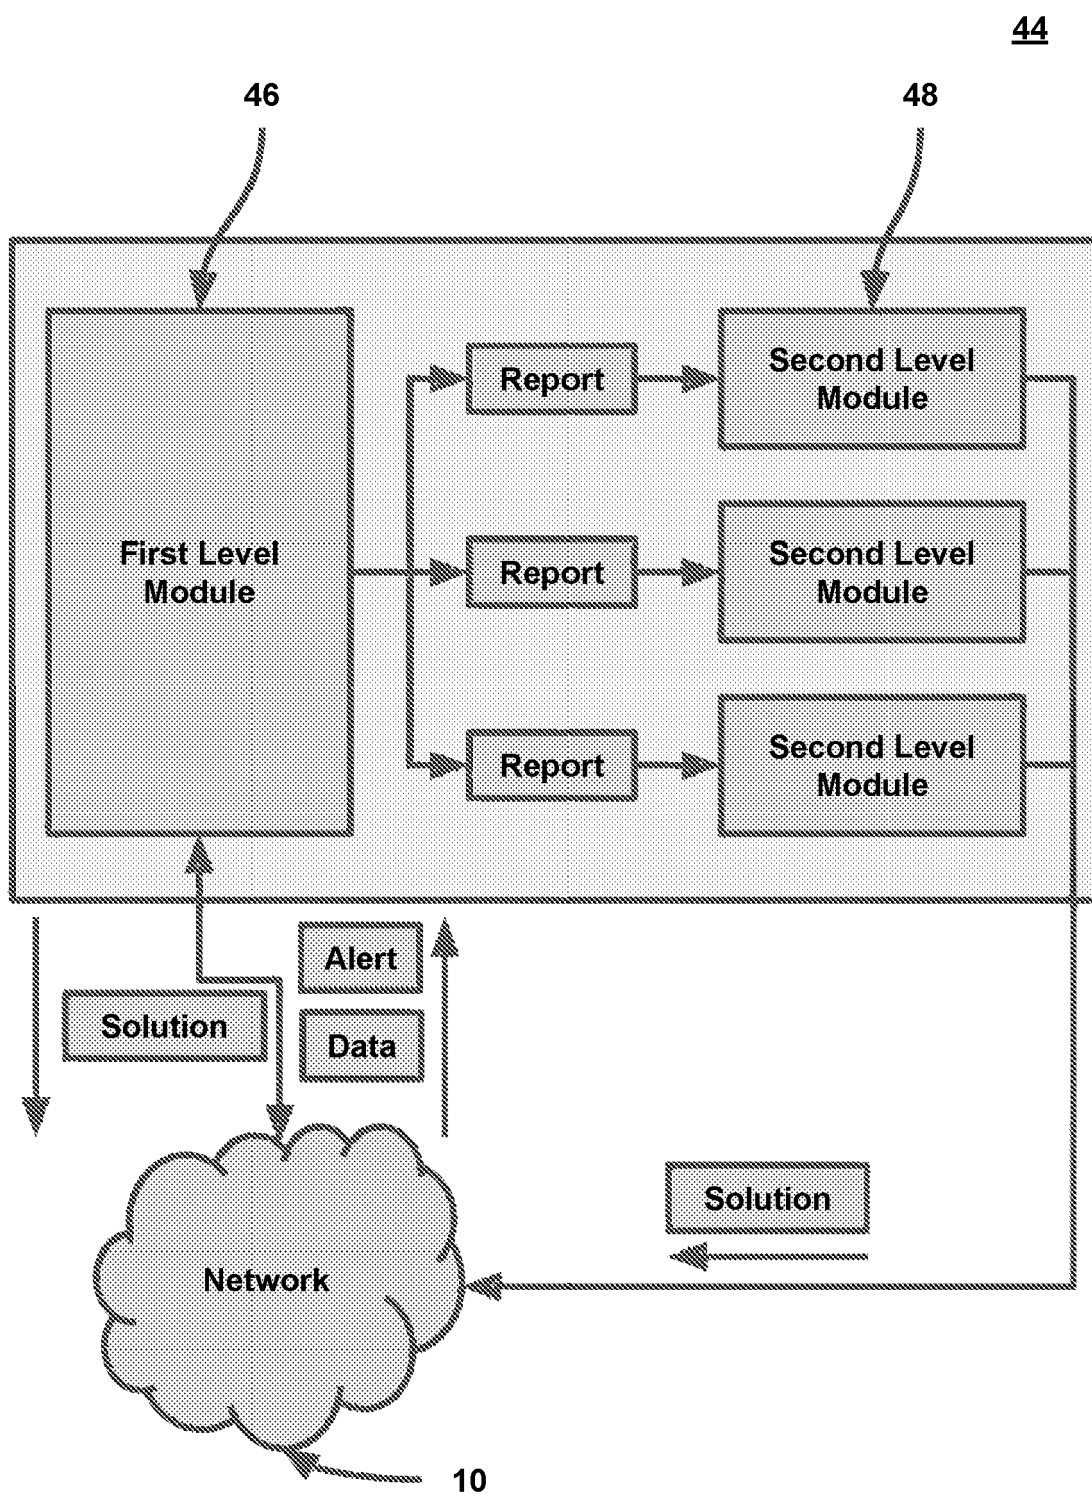 44
46
48
First Level
Module
Report
Second Level
Module
Report
Second Level
Module
Report
Second Level
Module
Alert
Solution
Data
Solution
Network
10